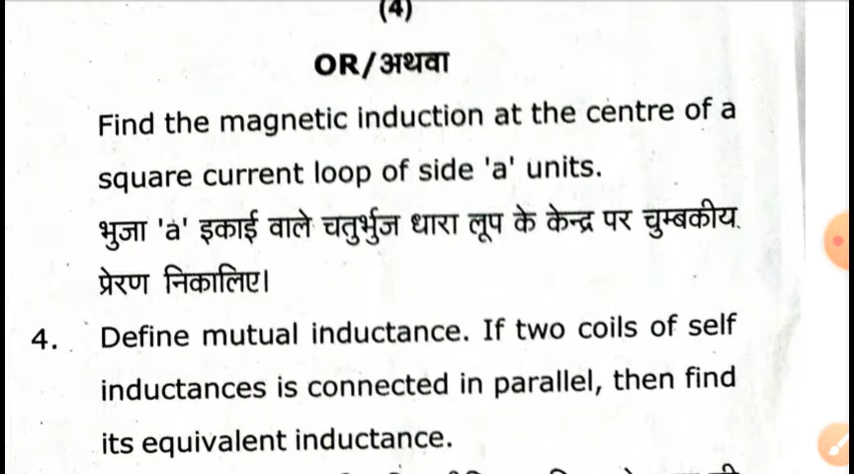 (4)
OR/अथवा
Find the magnetic induction at the centre of a
square current loop of side 'a' units.
भुजा 'a' इकाई वाले चतुर्भुज धारा लूप के केन्द्र पर चुम्बकीय
प्रेरण निकालिए।
4. Define mutual inductance. If two coils of self
inductances is connected in parallel, then find
its equivalent inductance.